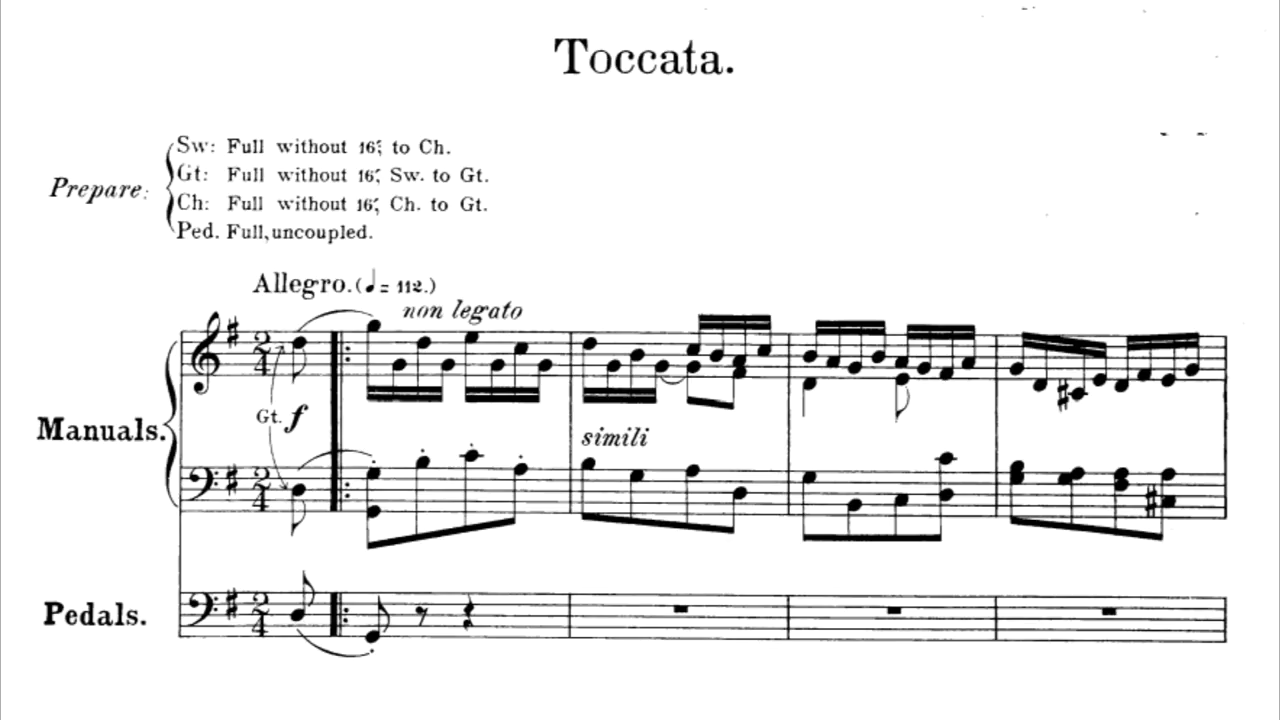 Toccata.
Prepare:
Sw: Full without 16', to Ch.
Gt: Full without 16', Sw. to Gt.
Ch: Full without 16', Ch. to Gt.
Ped. Full, uncoupled.
Allegro. (♩= 112.)
non legato
Gt. f
Manuals.
simili
Pedals.